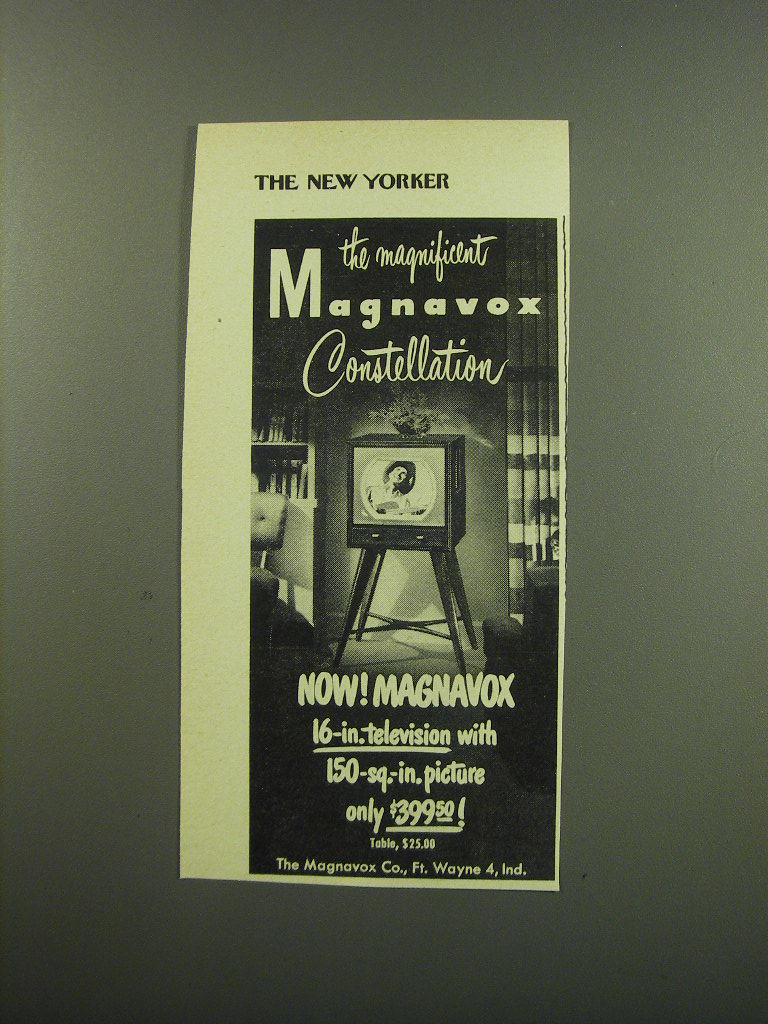 THE NEW YORKER
the magnificent
Magnavox
Constellation
NOW! MAGNAVOX
16-in. television with
150-sq.-in. picture
only $399.50!
Table, $25.00
The Magnavox Co., Ft. Wayne 4, Ind.